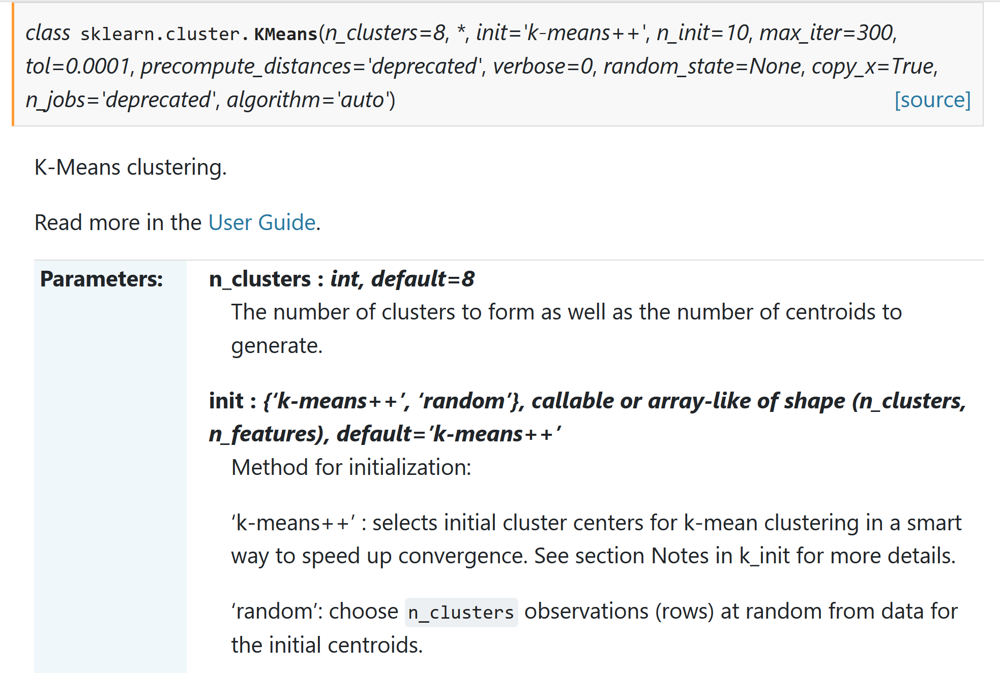 class sklearn.cluster.KMeans(n_clusters=8, *, init='k-means++', n_init=10, max_iter=300,
tol=0.0001, precompute_distances='deprecated', verbose=0, random_state=None, copy_x=True,
n_jobs='deprecated', algorithm='auto') [source]
K-Means clustering.
Read more in the User Guide.
Parameters: n_clusters : int, default=8
The number of clusters to form as well as the number of centroids to
generate.
init : {‘k-means++’, ‘random’}, callable or array-like of shape (n_clusters,
n_features), default=’k-means++’
Method for initialization:
‘k-means++’ : selects initial cluster centers for k-mean clustering in a smart
way to speed up convergence. See section Notes in k_init for more details.
‘random’: choose n_clusters observations (rows) at random from data for
the initial centroids.